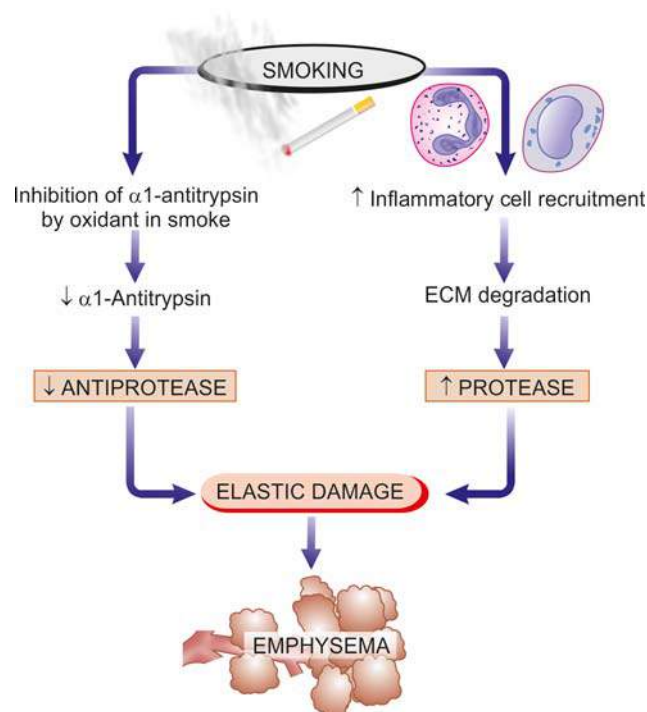 SMOKING
Inhibition of α1-antitrypsin
by oxidant in smoke
↓ α1-Antitrypsin
↓ ANTIPROTEASE
↑ Inflammatory cell recruitment
ECM degradation
↑ PROTEASE
ELASTIC DAMAGE
EMPHYSEMA